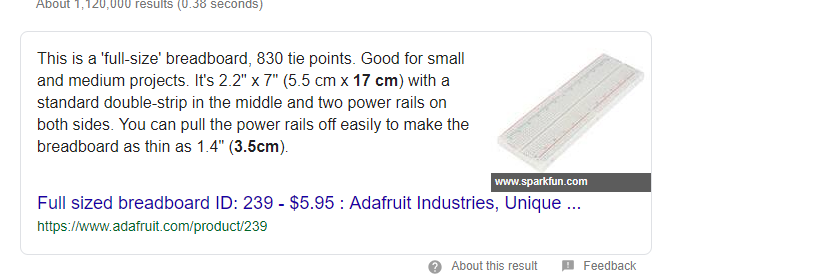 About 1,120,000 results (0.38 seconds)
This is a 'full-size' breadboard, 830 tie points. Good for small
and medium projects. It's 2.2" x 7" (5.5 cm x 17 cm) with a
standard double-strip in the middle and two power rails on
both sides. You can pull the power rails off easily to make the
breadboard as thin as 1.4" (3.5cm).
www.sparkfun.com
Full sized breadboard ID: 239 - $5.95 : Adafruit Industries, Unique ...
https://www.adafruit.com/product/239
About this result
Feedback